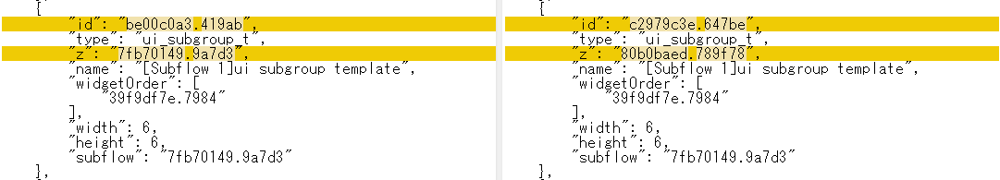 {
"id": "be00c0a3.419ab",
"type": "ui_subgroup_t",
"z": "7fb70149.9a7d3",
"name": "[Subflow 1]ui subgroup template",
"widgetOrder": [
"39f9df7e.7984"
],
"width": 6,
"height": 6,
"subflow": "7fb70149.9a7d3"
},
{
"id": "c2979c3e.647be",
"type": "ui_subgroup_t",
"z": "80b0baed.789f78",
"name": "[Subflow 1]ui subgroup template",
"widgetOrder": [
"39f9df7e.7984"
],
"width": 6,
"height": 6,
"subflow": "7fb70149.9a7d3"
},